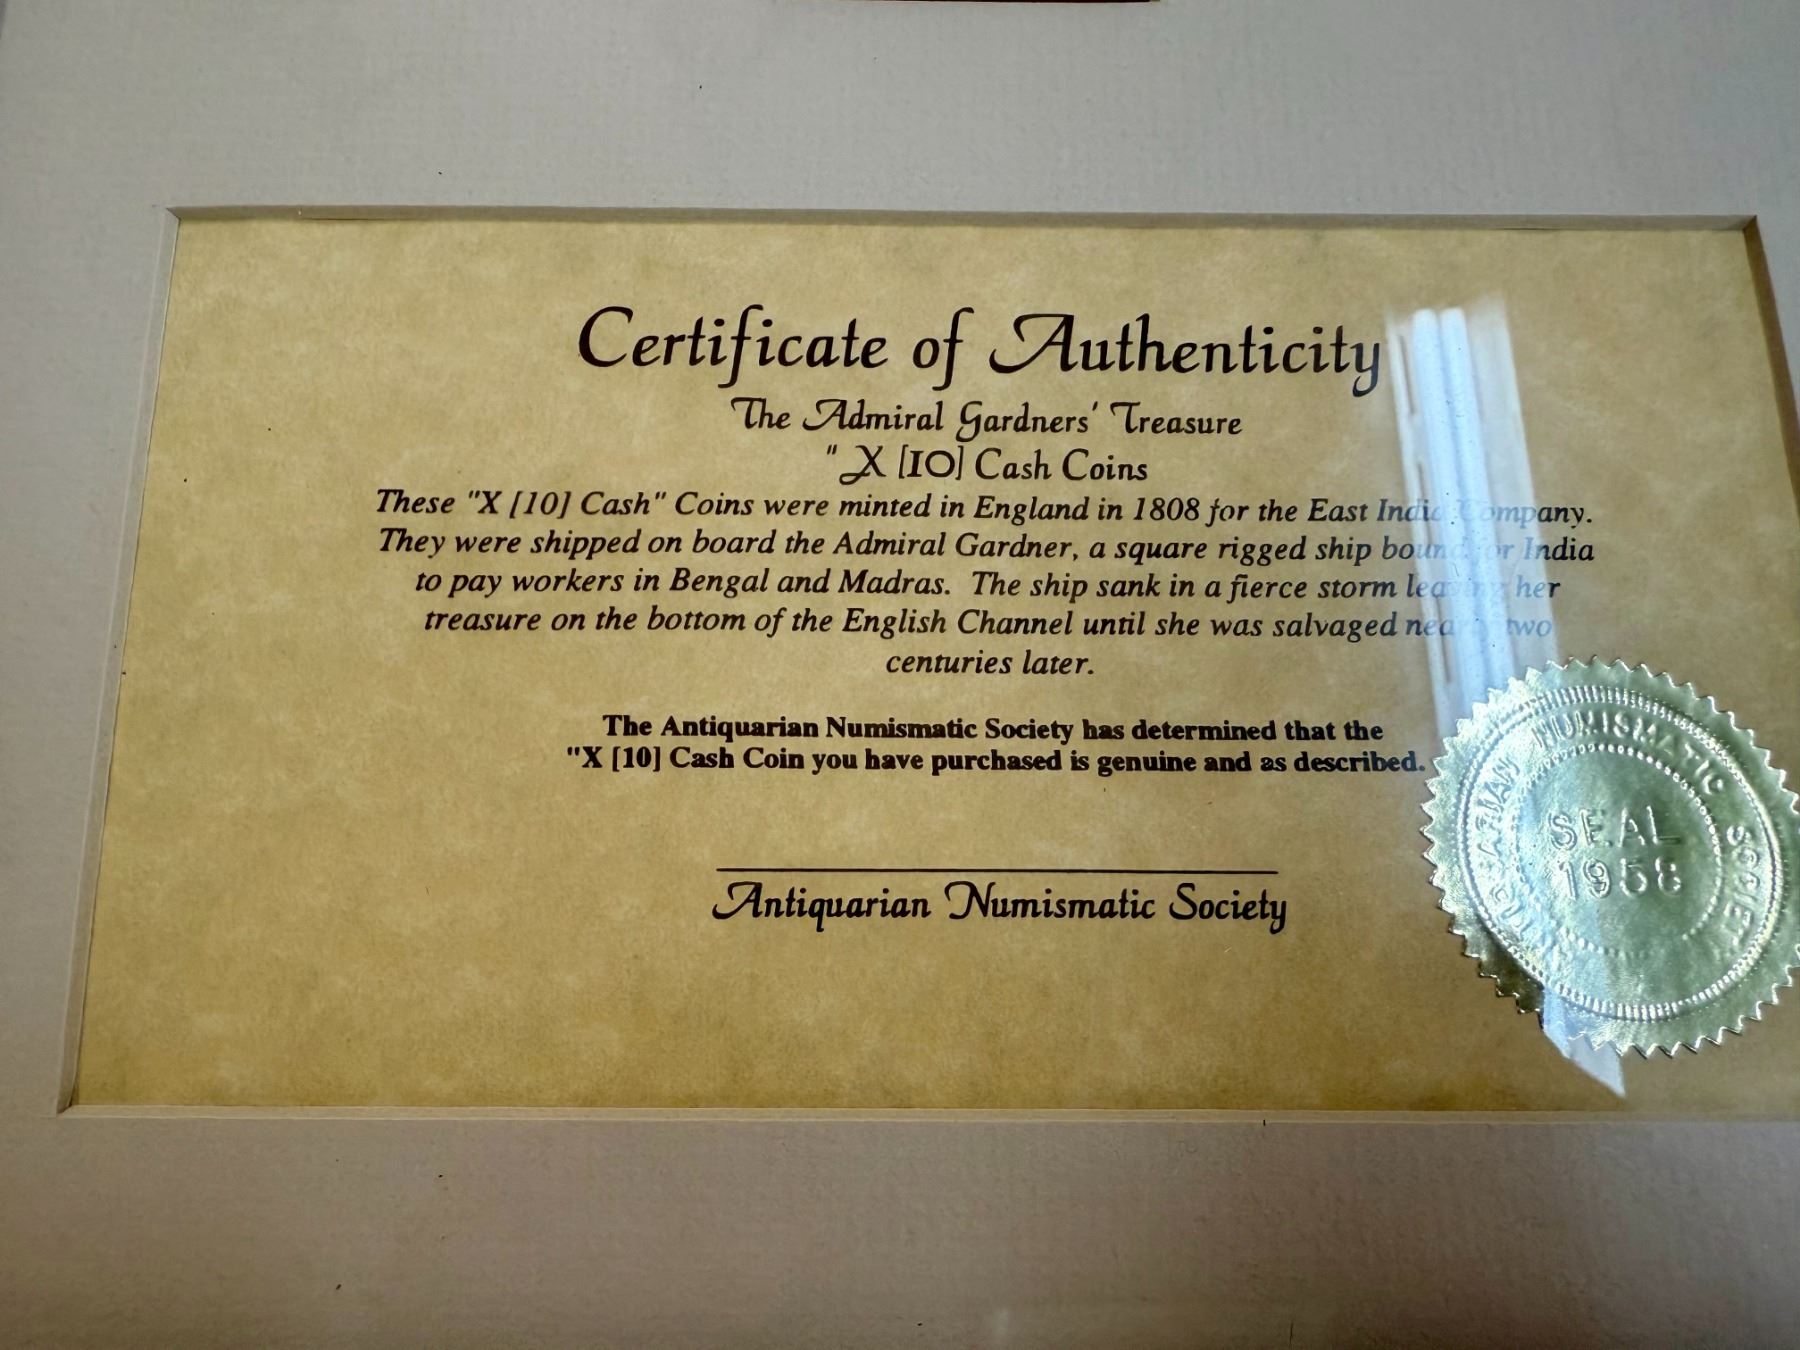 Certificate of Authenticity
The Admiral Gardners' Treasure
" X [10] Cash Coins
These "X [10] Cash" Coins were minted in England in 1808 for the East India Company.
They were shipped on board the Admiral Gardner, a square rigged ship bound for India
to pay workers in Bengal and Madras. The ship sank in a fierce storm leaving her
treasure on the bottom of the English Channel until she was salvaged nearly two
centuries later.
The Antiquarian Numismatic Society has determined that the
"X [10] Cash Coin you have purchased is genuine and as described.
Antiquarian Numismatic Society
ANTIQUARIAN NUMISMATIC SOCIETY
SEAL
1958